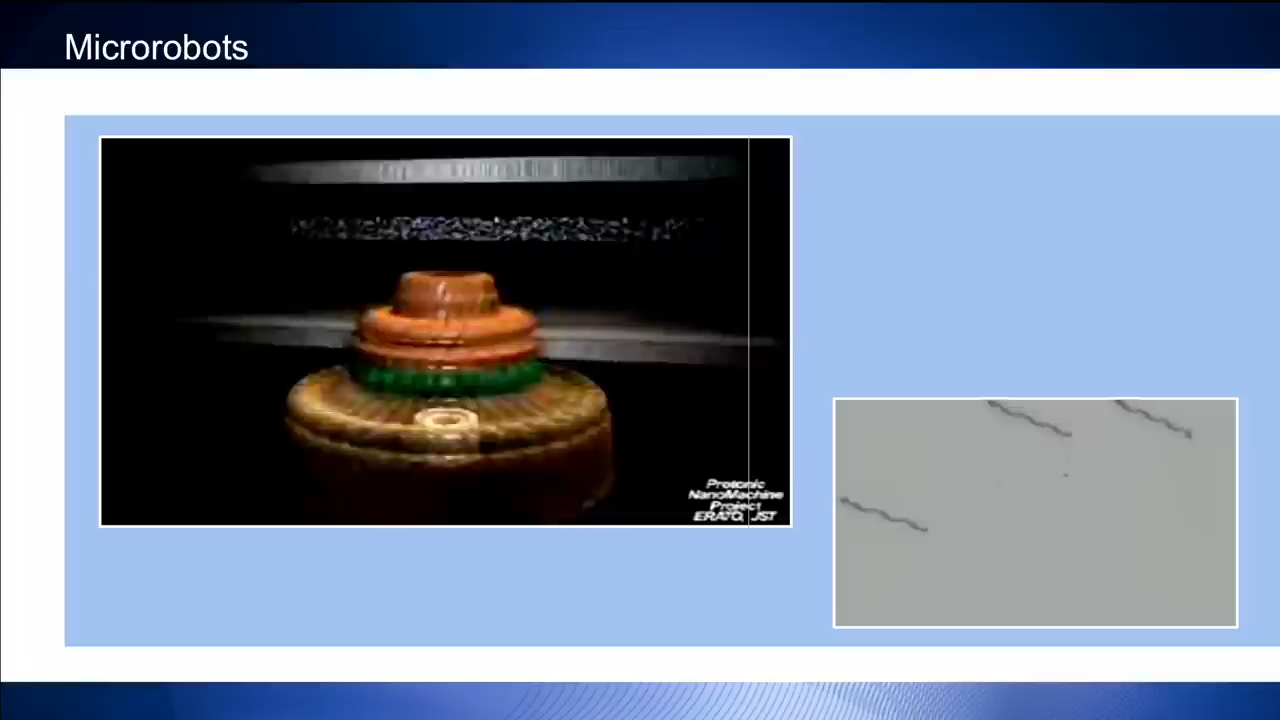 Microrobots
Protonic
NanoMachine
Project
ERATO, JST